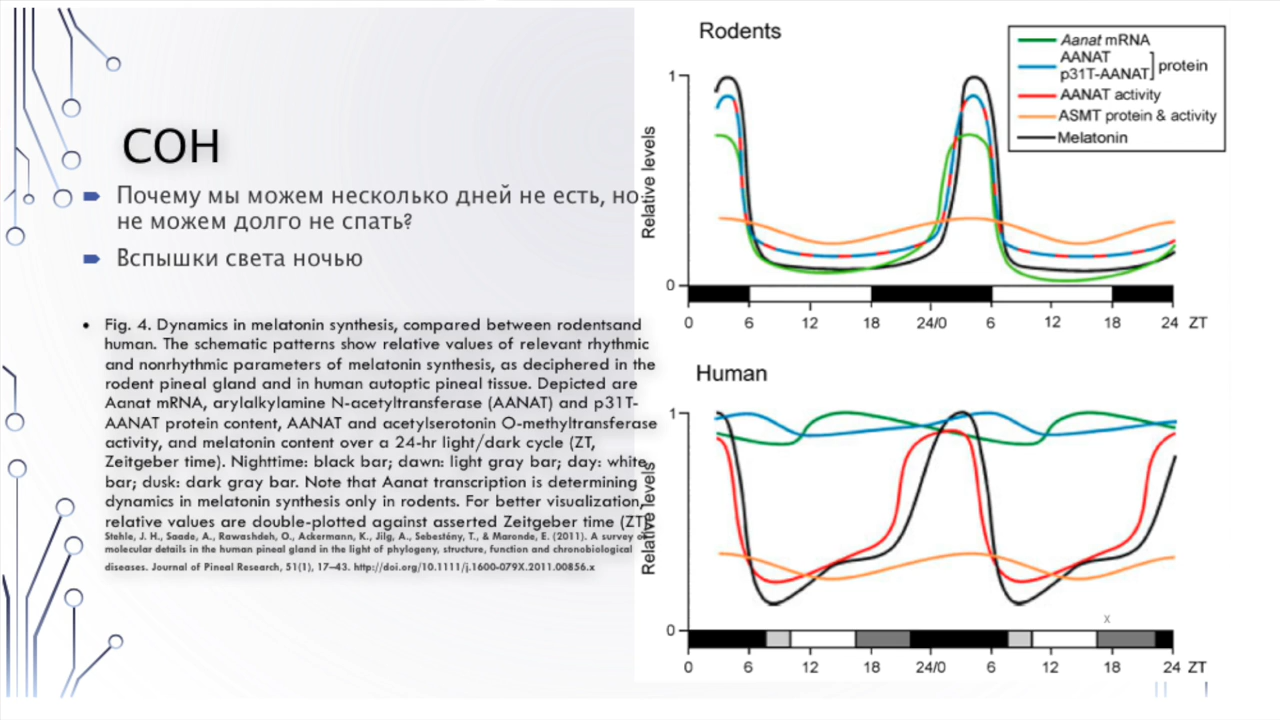 СОН
Почему мы можем несколько дней не есть, но
не можем долго не спать?
Вспышки света ночью
Fig. 4. Dynamics in melatonin synthesis, compared between rodentsand
human. The schematic patterns show relative values of relevant rhythmic
and nonrhythmic parameters of melatonin synthesis, as deciphered in the
rodent pineal gland and in human autoptic pineal tissue. Depicted are
Aanat mRNA, arylalkylamine N-acetyltransferase (AANAT) and p31T-
AANAT protein content, AANAT and acetylserotonin O-methyltransferase
activity, and melatonin content over a 24-hr light/dark cycle (ZT,
Zeitgeber time). Nighttime: black bar; dawn: light gray bar; day: white
bar; dusk: dark gray bar. Note that Aanat transcription is determining
dynamics in melatonin synthesis only in rodents. For better visualization,
relative values are double-plotted against asserted Zeitgeber time (ZT)
Stehle, J. H., Saade, A., Rawashdeh, O., Ackermann, K., Jilg, A., Sebestény, T., & Maronde, E. (2011). A survey of
molecular details in the human pineal gland in the light of phylogeny, structure, function and chronobiological
diseases. Journal of Pineal Research, 51(1), 17–43. http://doi.org/10.1111/j.1600-079X.2011.00856.x
Rodents
Aanat mRNA
AANAT
p31T-AANAT
protein
AANAT activity
ASMT protein & activity
Melatonin
1
Relative levels
0
0 6 12 18 24/0 6 12 18 24 ZT
Human
1
Relative levels
0
x
0 6 12 18 24/0 6 12 18 24 ZT